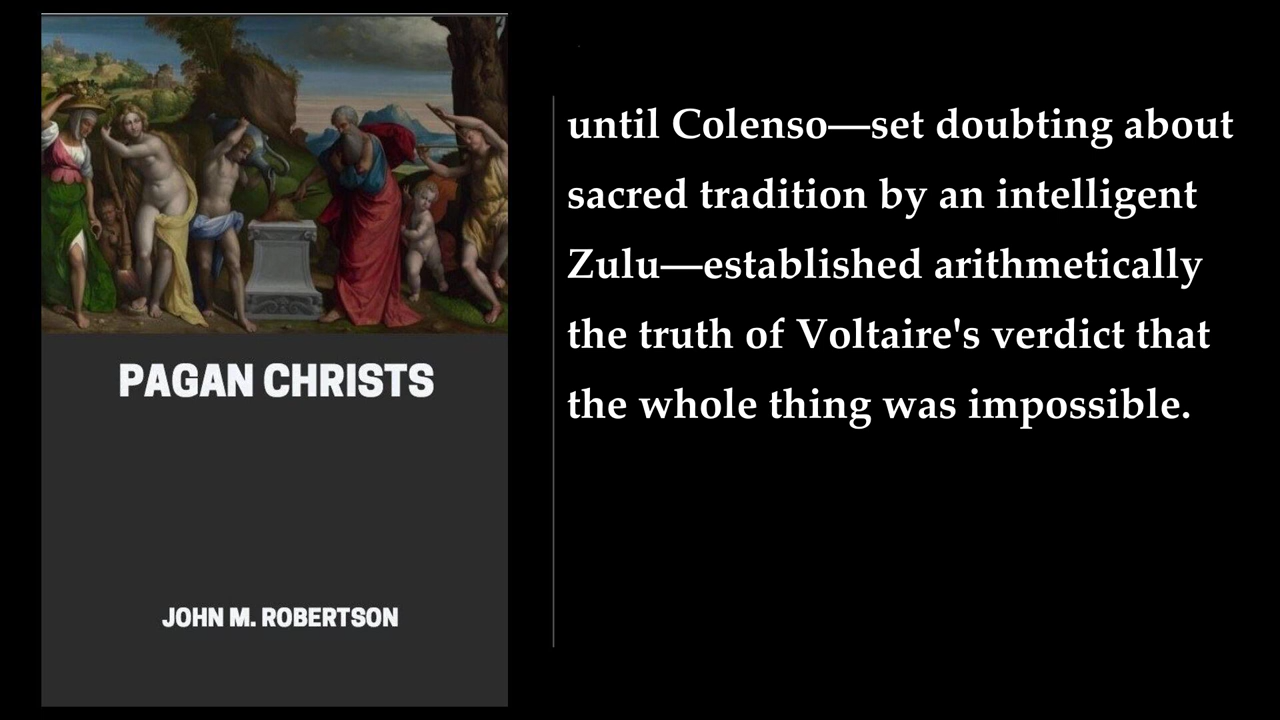 PAGAN CHRISTS
JOHN M. ROBERTSON
until Colenso—set doubting about
sacred tradition by an intelligent
Zulu—established arithmetically
the truth of Voltaire's verdict that
the whole thing was impossible.